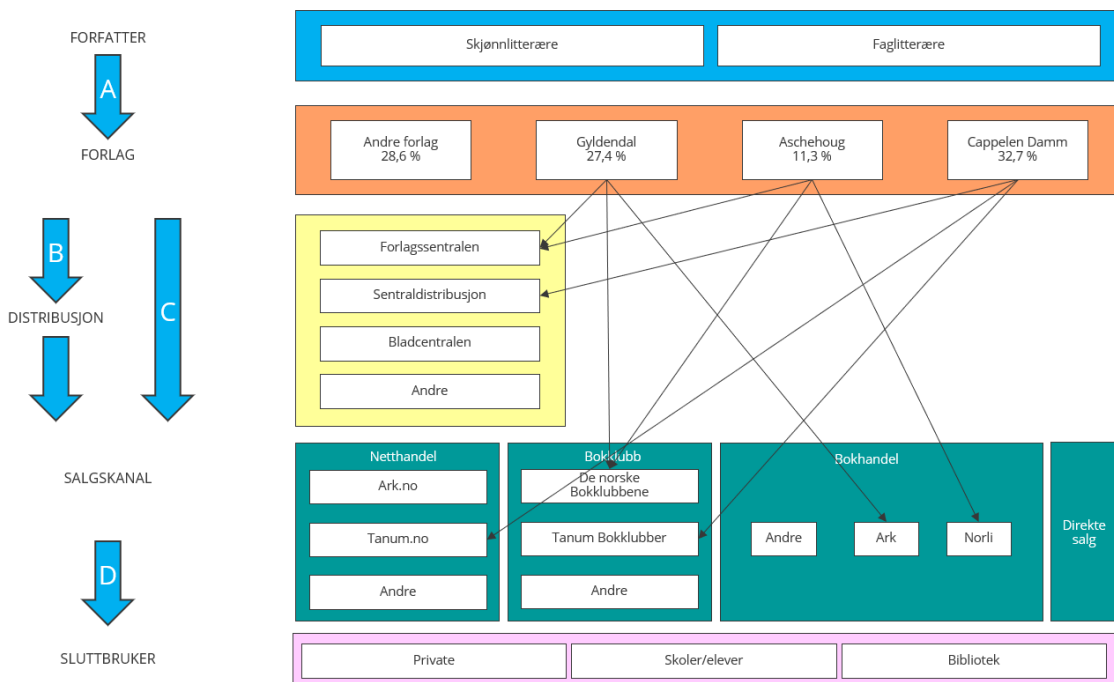 FORFATTER
A
FORLAG
B
C
DISTRIBUSJON
SALGSKANAL
D
SLUTTBRUKER
Skjønnlitterære
Faglitterære
Andre forlag
28,6 %
Gyldendal
27,4 %
Aschehoug
11,3 %
Cappelen Damm
32,7 %
Forlagssentralen
Sentraldistribusjon
Bladcentralen
Andre
Netthandel
Ark.no
Tanum.no
Andre
Bokklubb
De norske
Bokklubbene
Tanum Bokklubber
Andre
Bokhandel
Andre
Ark
Norli
Direkte
salg
Private
Skoler/elever
Bibliotek